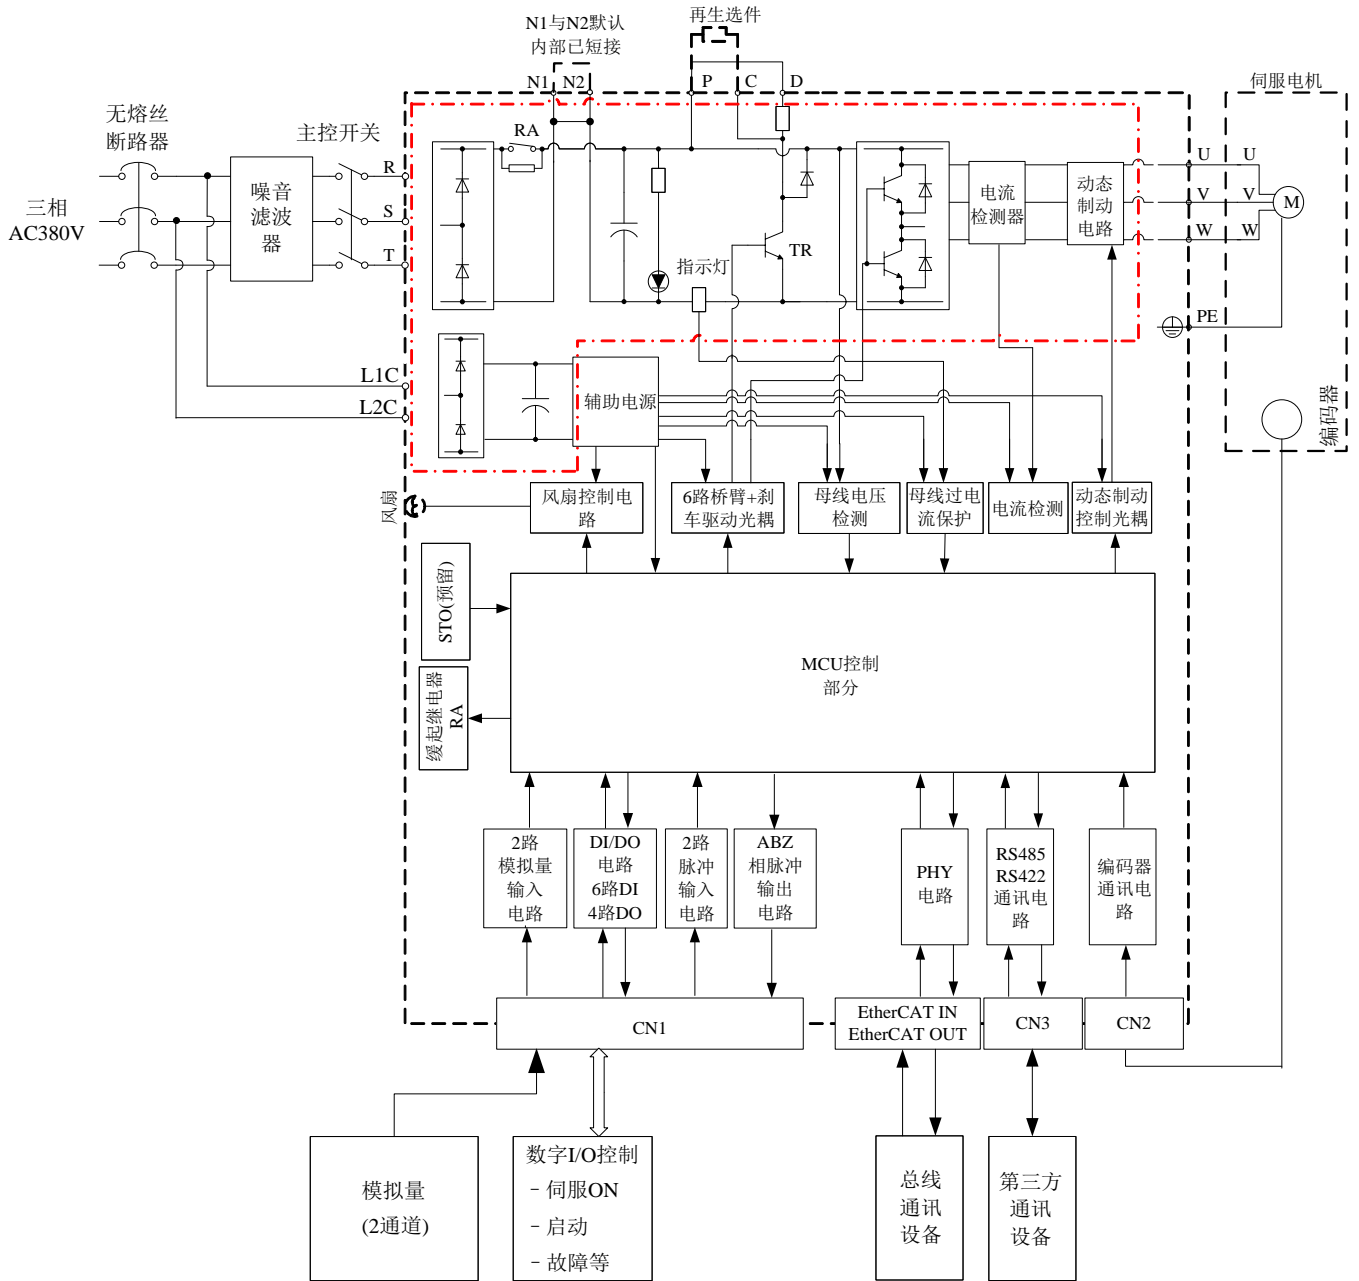 再生选件
N1与N2默认
内部已短接
N1
N2
P
C
D
伺服电机
无熔丝
断路器
主控开关
RA
R
S
T
三相
AC380V
噪音
滤波
器
TR
指示灯
电流
检测器
动态
制动
电路
U
V
W
U
V
W
M
PE
L1C
L2C
辅助电源
编码器
风扇
风扇控制电
路
6路桥臂+刹
车驱动光耦
母线电压
检测
母线过电
流保护
电流检测
动态制动
控制光耦
STO(预留)
缓起继电器
RA
MCU控制
部分
2路
模拟量
输入
电路
DI/DO
电路
6路DI
4路DO
2路
脉冲
输入
电路
ABZ
相脉冲
输出
电路
PHY
电路
RS485
RS422
通讯电
路
编码器
通讯电
路
CN1
EtherCAT IN
EtherCAT OUT
CN3
CN2
模拟量
(2通道)
数字I/O控制
- 伺服ON
- 启动
- 故障等
总线
通讯
设备
第三方
通讯
设备